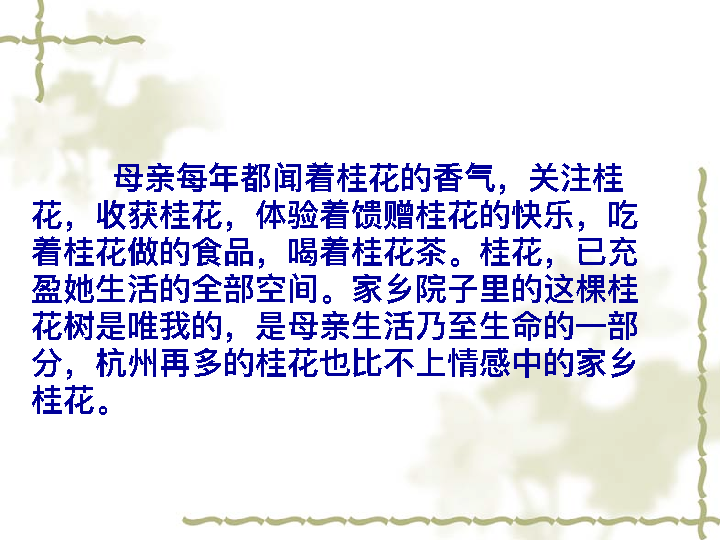 母亲每年都闻着桂花的香气，关注桂
花，收获桂花，体验着馈赠桂花的快乐，吃
着桂花做的食品，喝着桂花茶。桂花，已充
盈她生活的全部空间。家乡院子里的这棵桂
花树是唯我的，是母亲生活乃至生命的一部
分，杭州再多的桂花也比不上情感中的家乡
桂花。